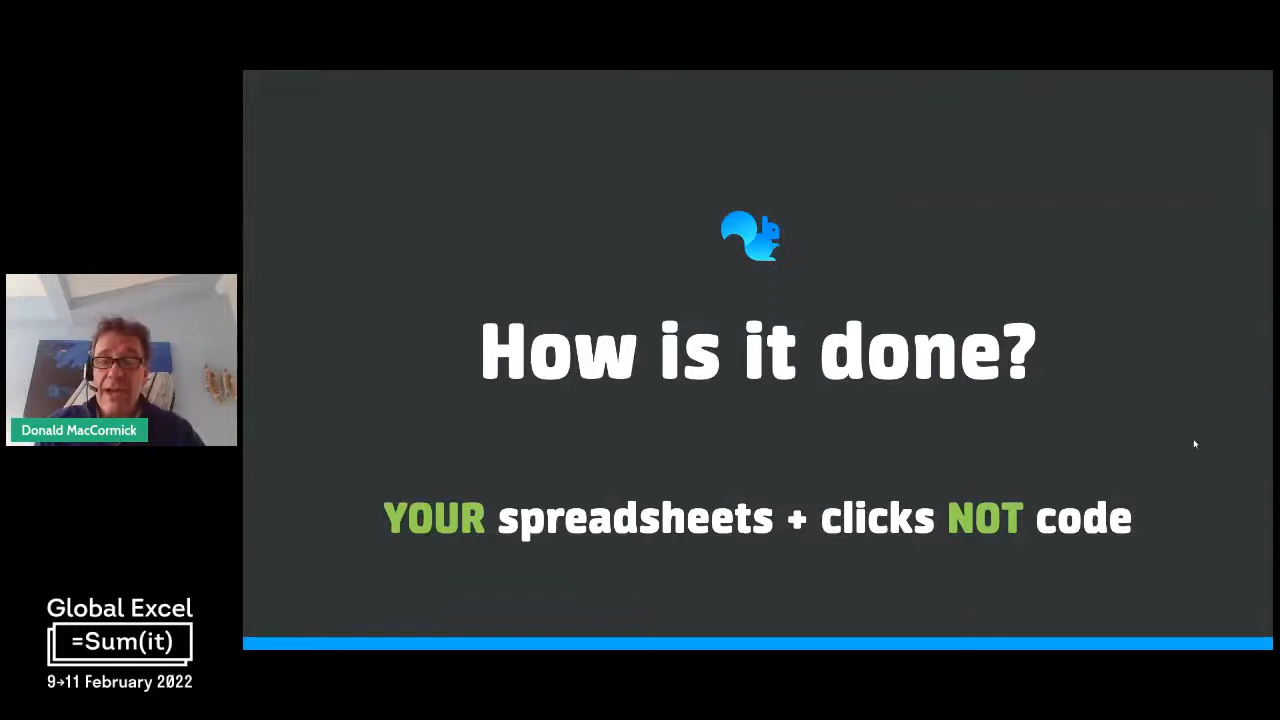 How is it done?
YOUR spreadsheets + clicks NOT code
Donald MacCormick
Global Excel
=Sum(it)
9→11 February 2022